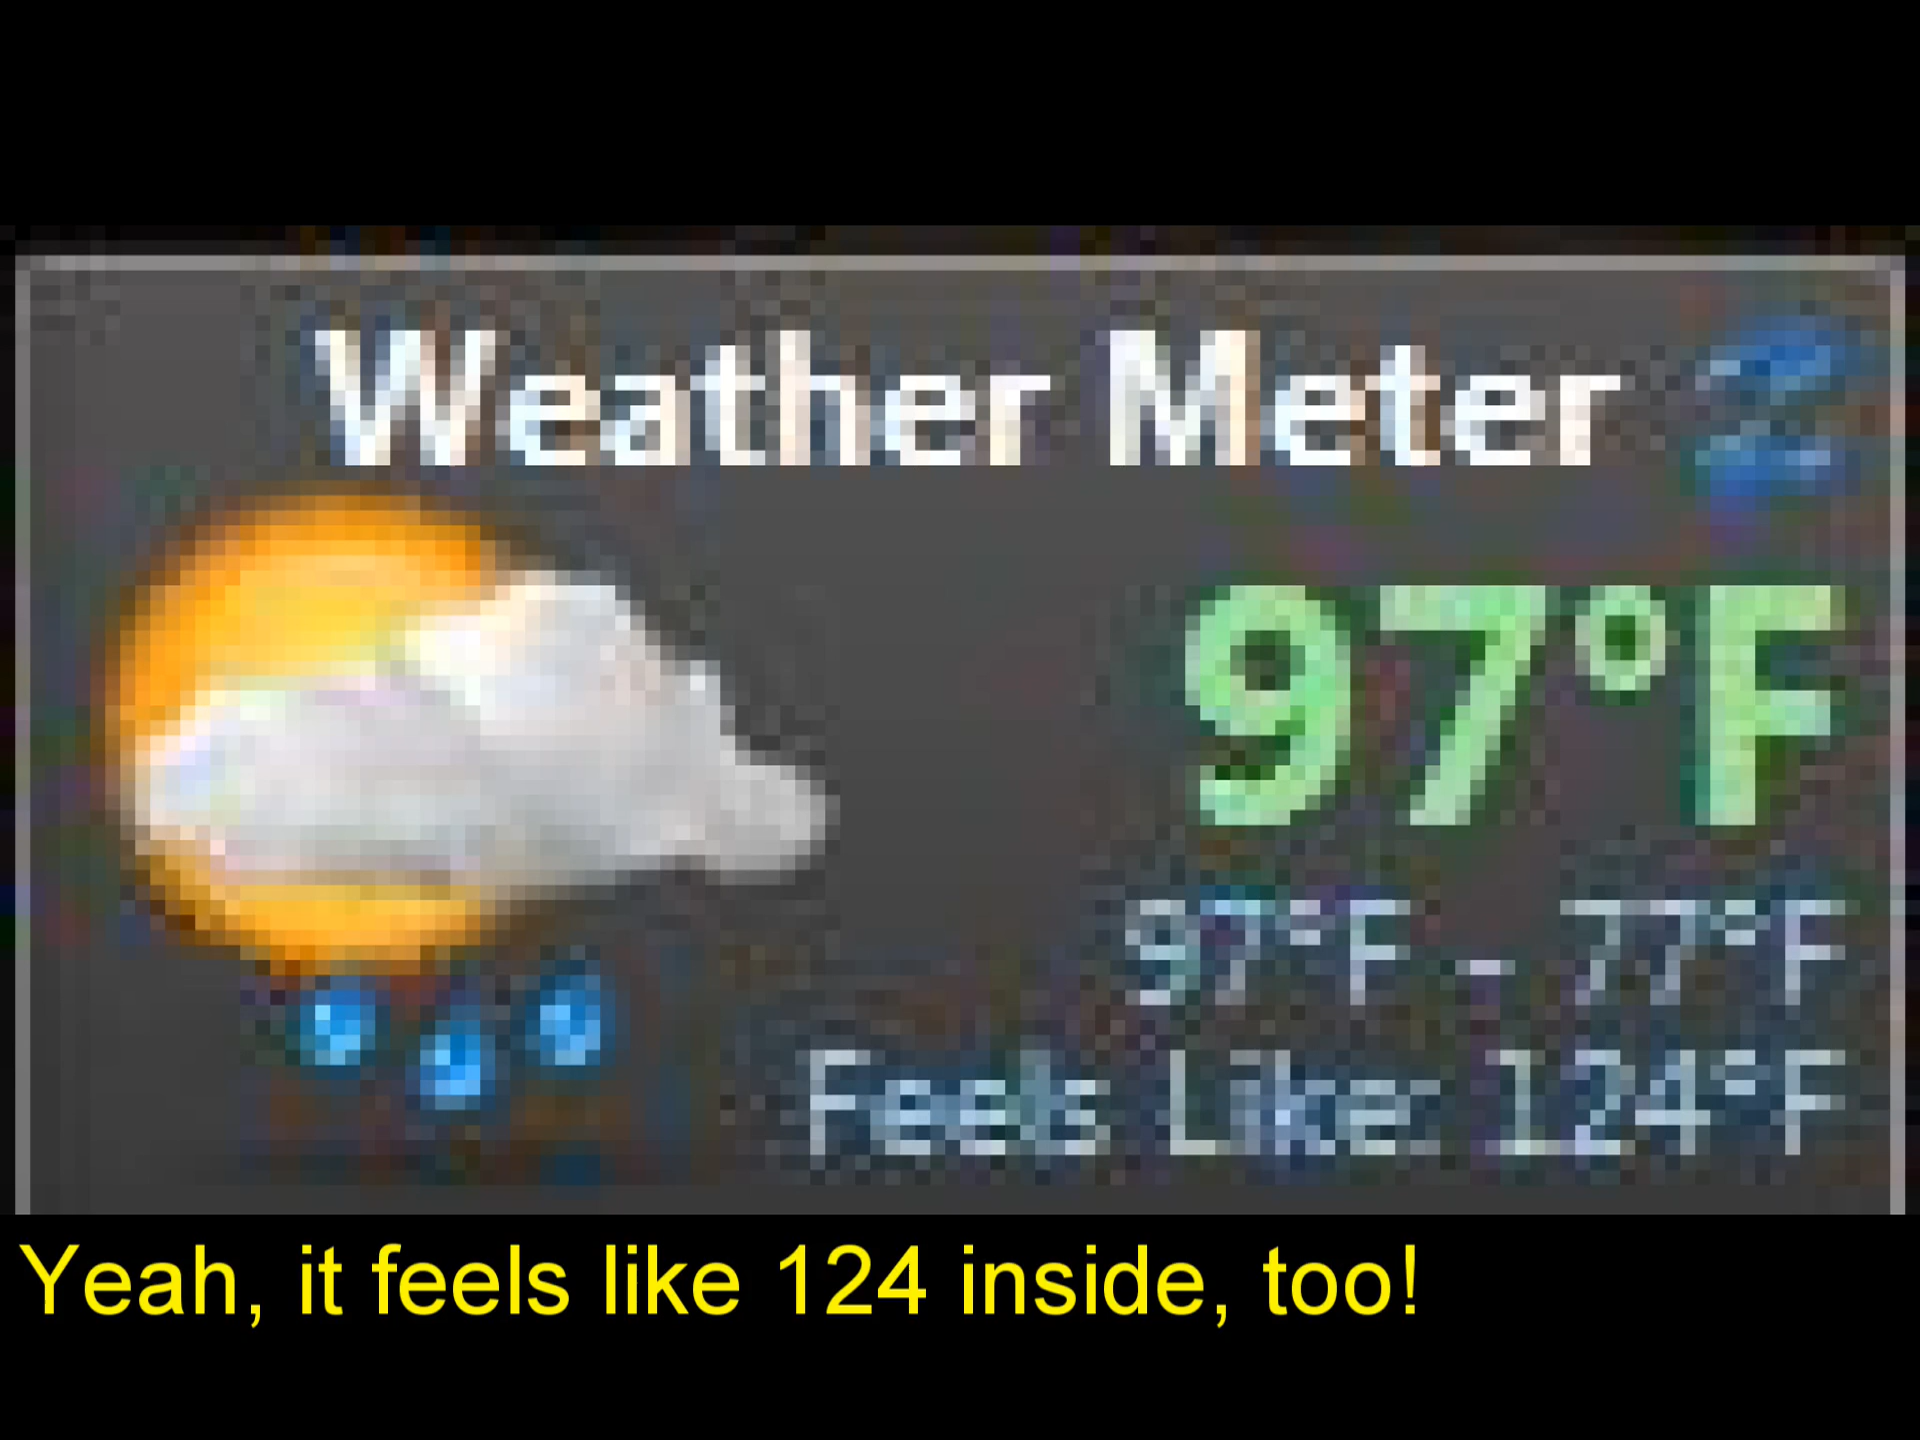 Weather Meter
97°F
97°F - 77°F
Feels Like: 124°F
Yeah, it feels like 124 inside, too!